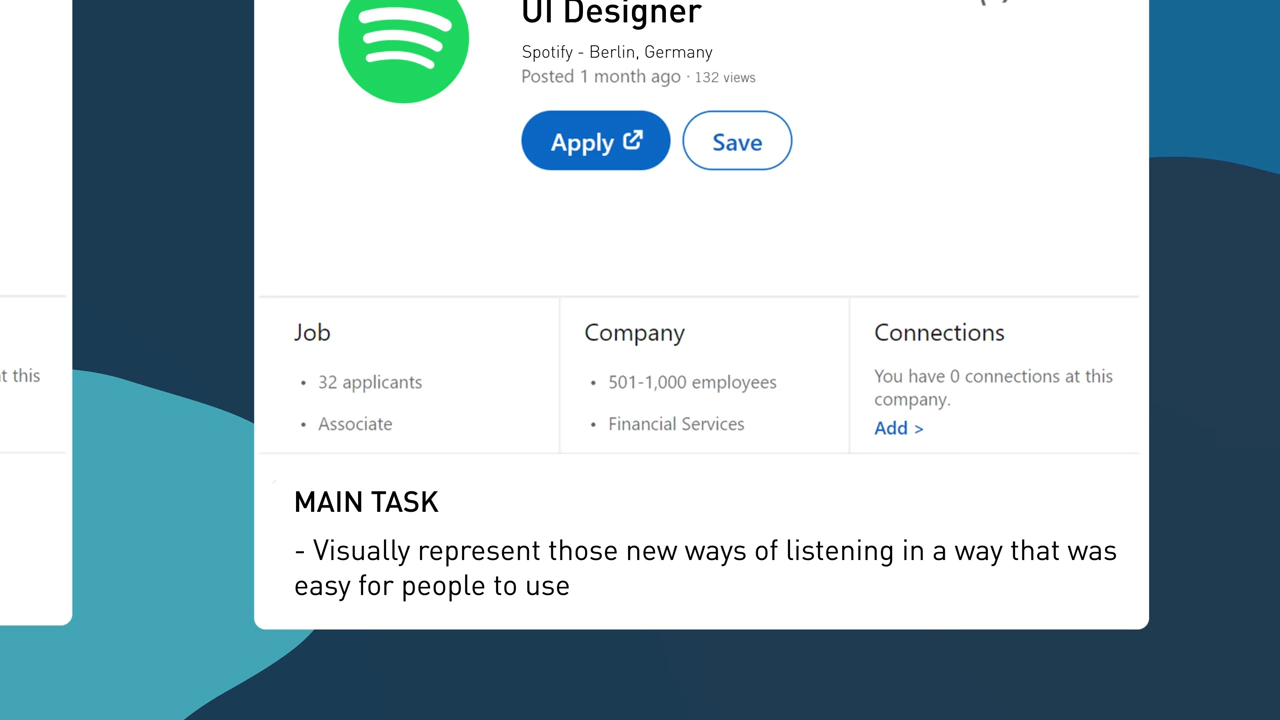 UI Designer
Spotify - Berlin, Germany
Posted 1 month ago · 132 views
Apply
Save
t this
Job
Company
Connections
• 32 applicants
• 501-1,000 employees
You have 0 connections at this
company.
• Associate
• Financial Services
Add >
MAIN TASK
- Visually represent those new ways of listening in a way that was
easy for people to use